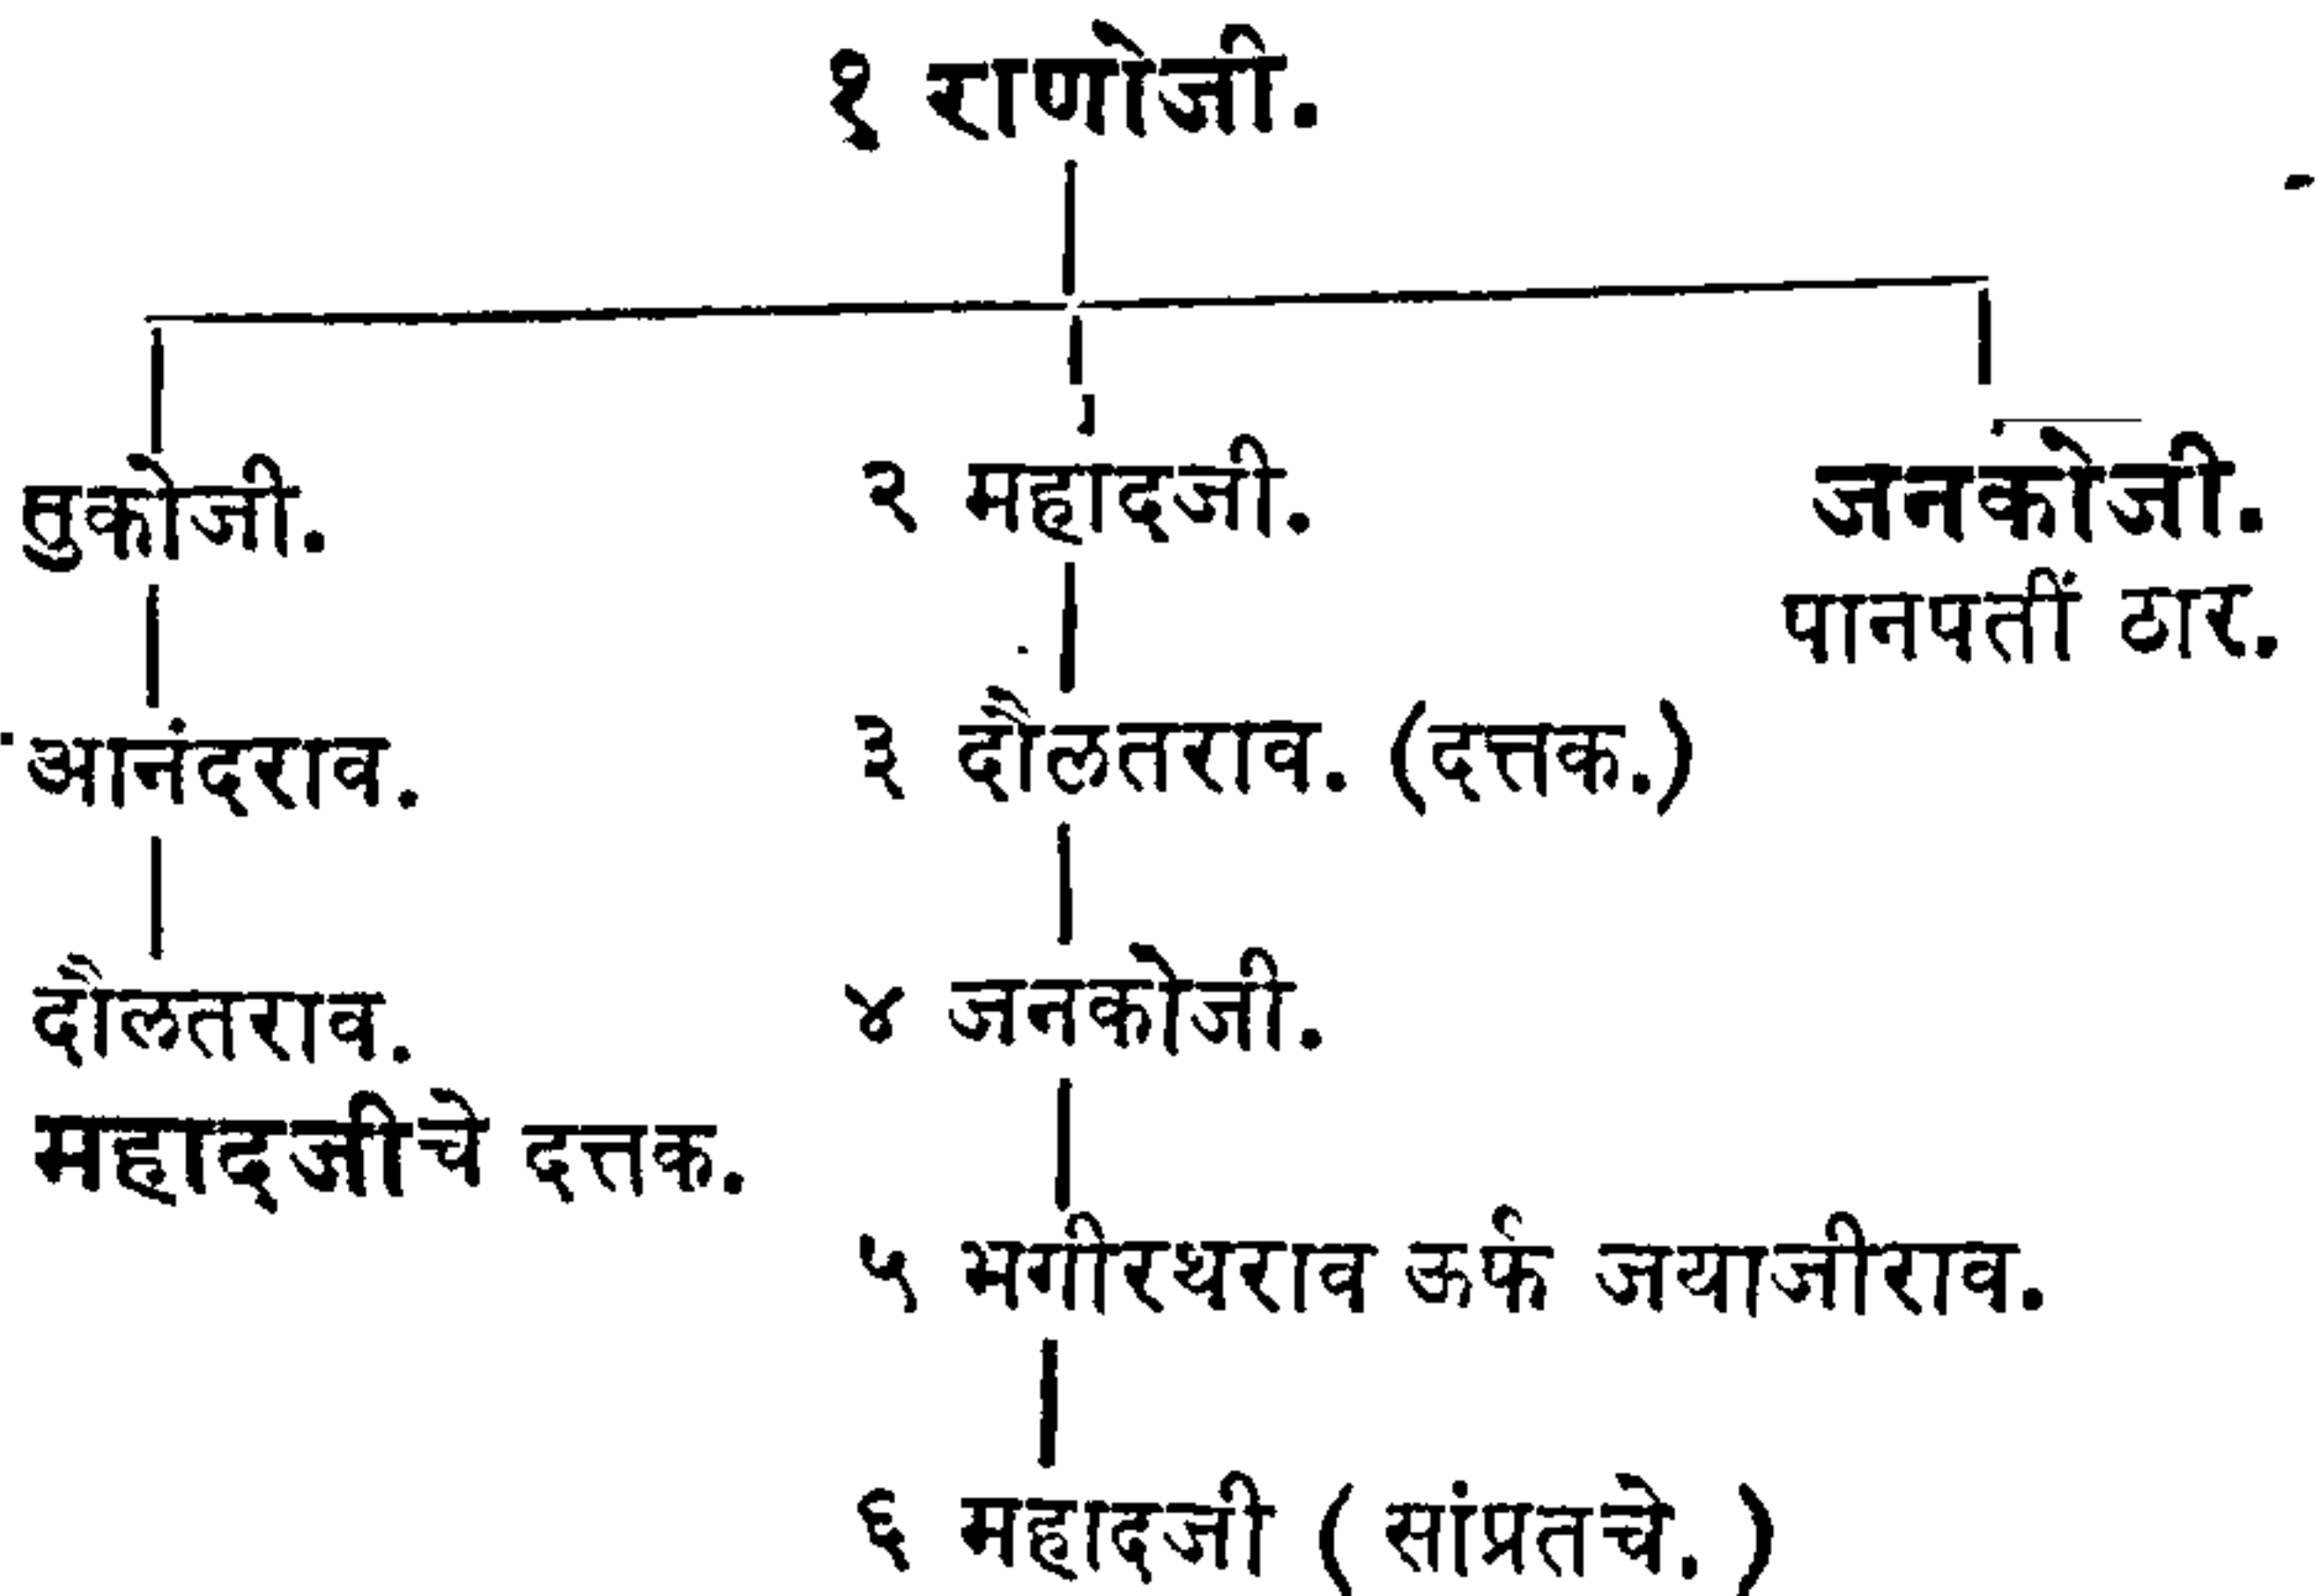 १ राणोजी.
तुकोजी. २ महादजी. जनकोजी.
पानपतीं ठार.
आनंदराव. ३ दौलतराव. (दत्तक.)
दौलतराव. ४ जनकोजी.
महादजीचे दत्तक.
५ भगीरथराव ऊर्फ जयाजीराव.
६ महादजी ( सांप्रतचे. )